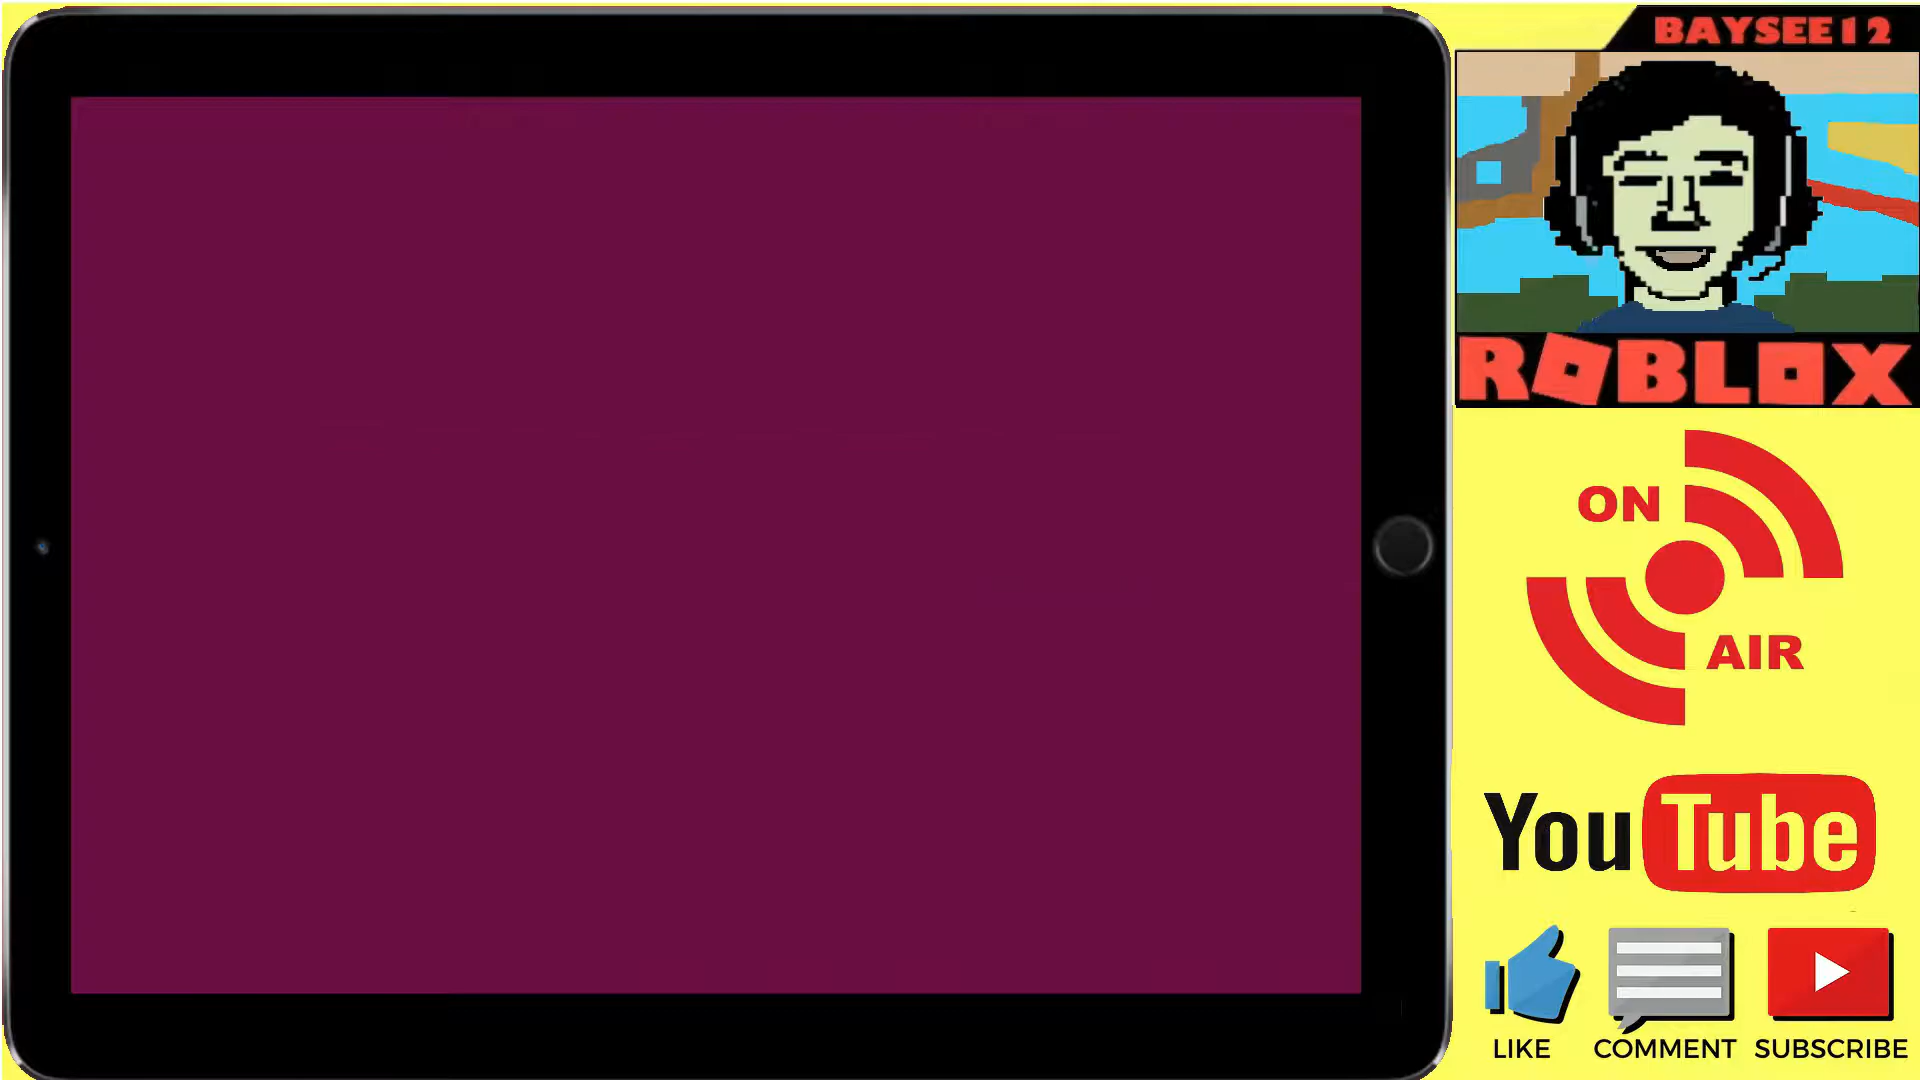 BAYSEE12
ROBLOX
ON
AIR
YouTube
LIKE
COMMENT
SUBSCRIBE